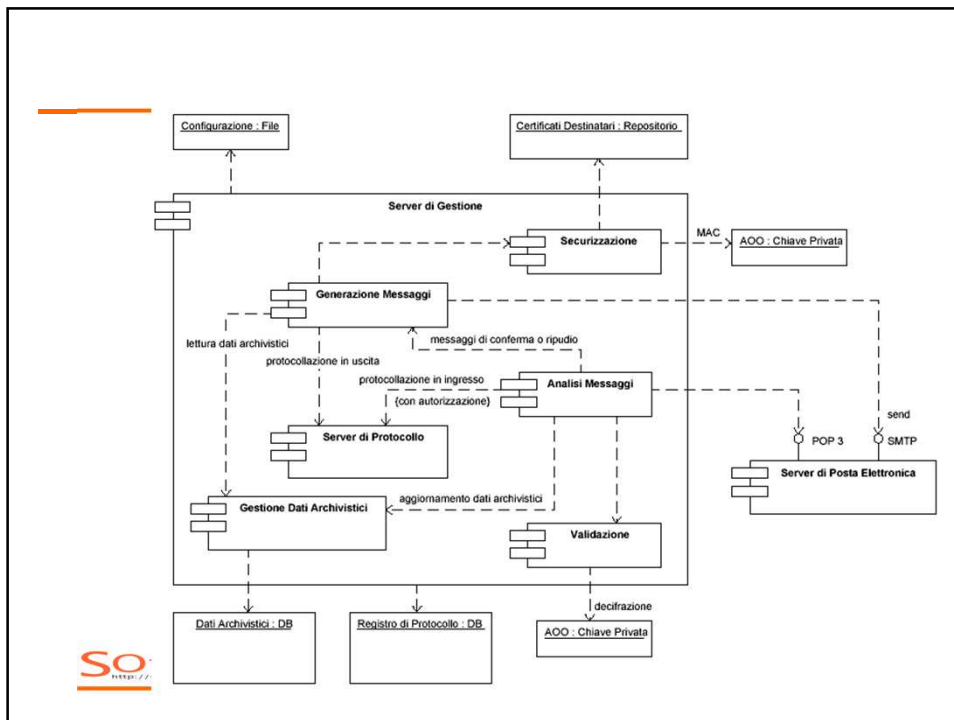 Configurazione : File
Certificati Destinatari : Repositorio
Server di Gestione
Securizzazione
MAC
AOO : Chiave Privata
Generazione Messaggi
lettura dati archivistici
messaggi di conferma o ripudio
protocollazione in uscita
protocollazione in ingresso
Analisi Messaggi
{con autorizzazione}
send
Server di Protocollo
POP 3
SMTP
Server di Posta Elettronica
Gestione Dati Archivistici
aggiornamento dati archivistici
Validazione
decifrazione
Dati Archivistici : DB
Registro di Protocollo : DB
AOO : Chiave Privata
So
http://